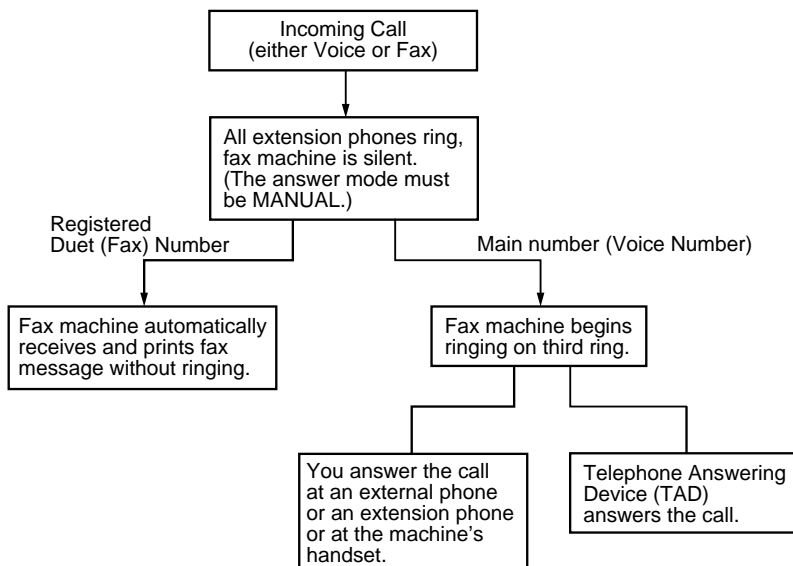 Incoming Call
(either Voice or Fax)
All extension phones ring,
fax machine is silent.
(The answer mode must
be MANUAL.)
Registered
Duet (Fax) Number
Main number (Voice Number)
Fax machine automatically
receives and prints fax
message without ringing.
Fax machine begins
ringing on third ring.
You answer the call
at an external phone
or an extension phone
or at the machine's
handset.
Telephone Answering
Device (TAD)
answers the call.